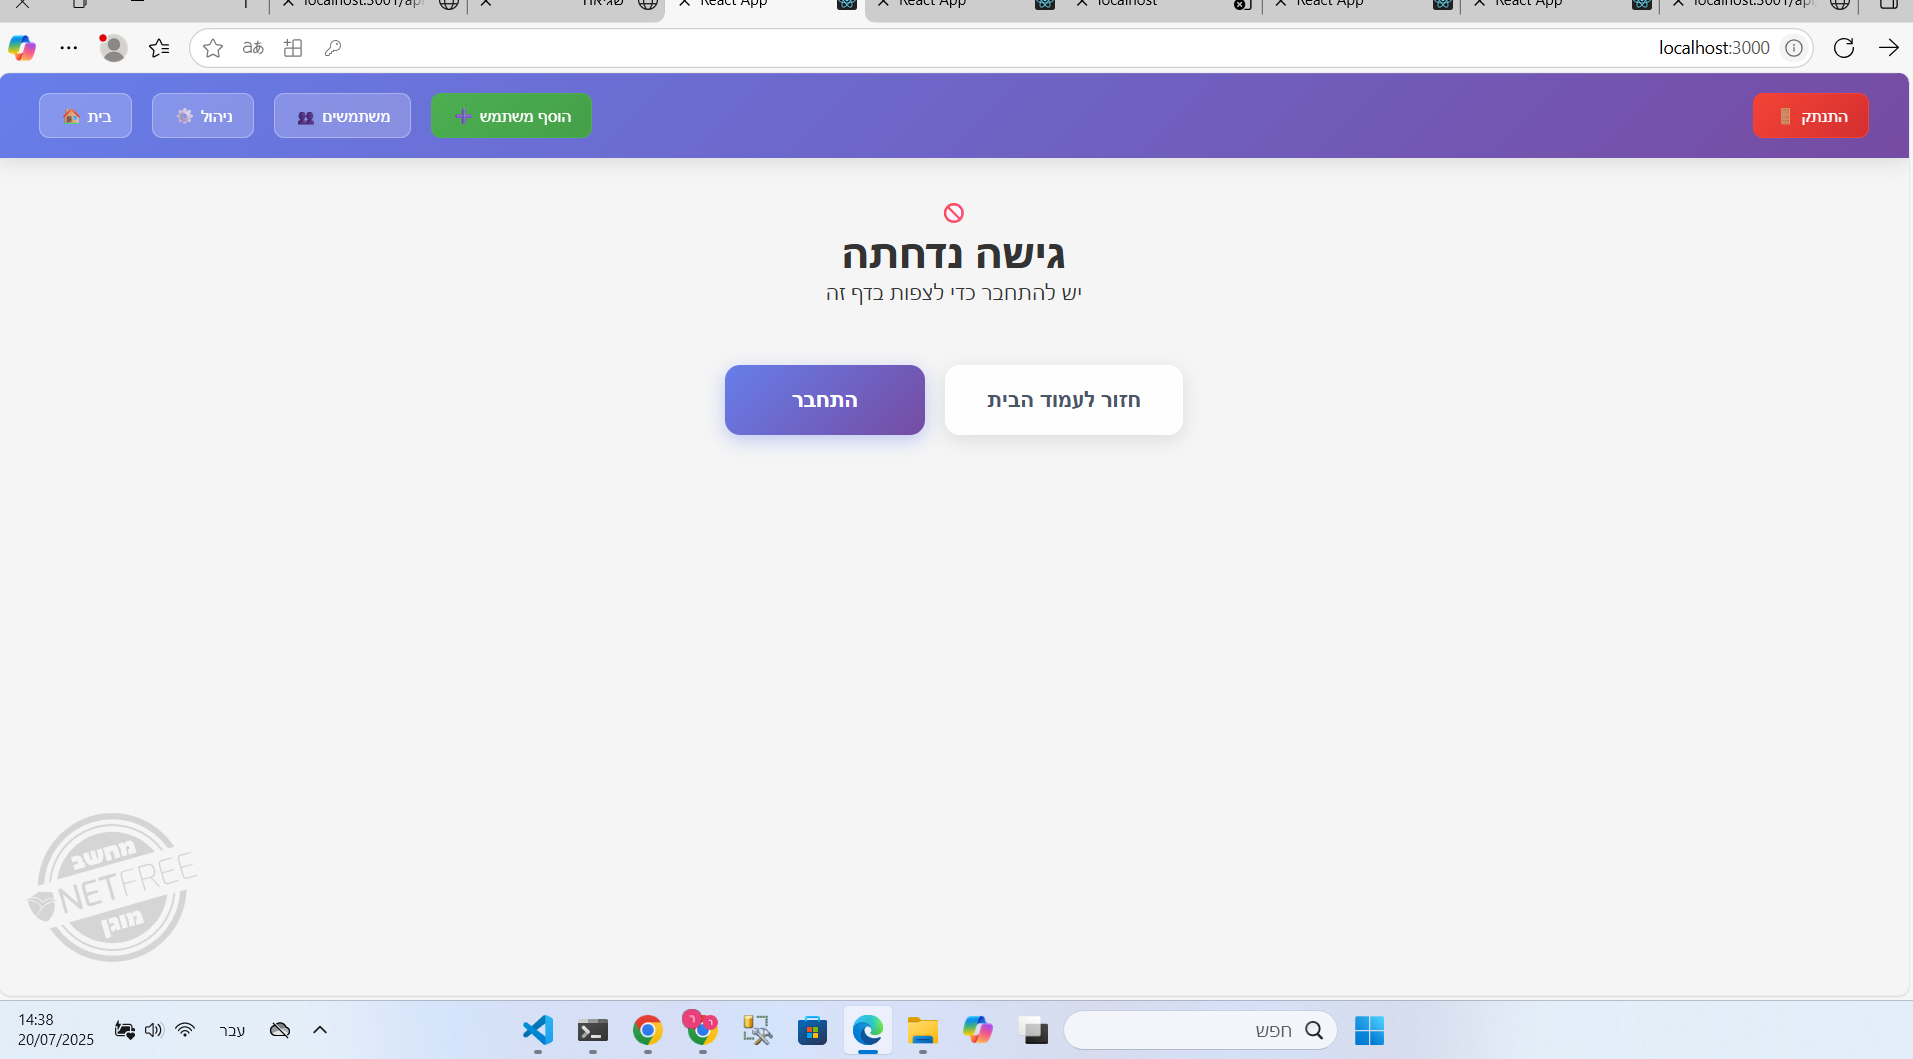 localhost:3001/api
שגיאה
React App
React App
localhost
React App
React App
localhost:3001/api
localhost:3000
בית
ניהול
משתמשים
הוסף משתמש
התנתק
גישה נדחתה
יש להתחבר כדי לצפות בדף זה
התחבר
חזור לעמוד הבית
מחשב
NETFREE
מוגן
14:38
20/07/2025
עבר
חפש